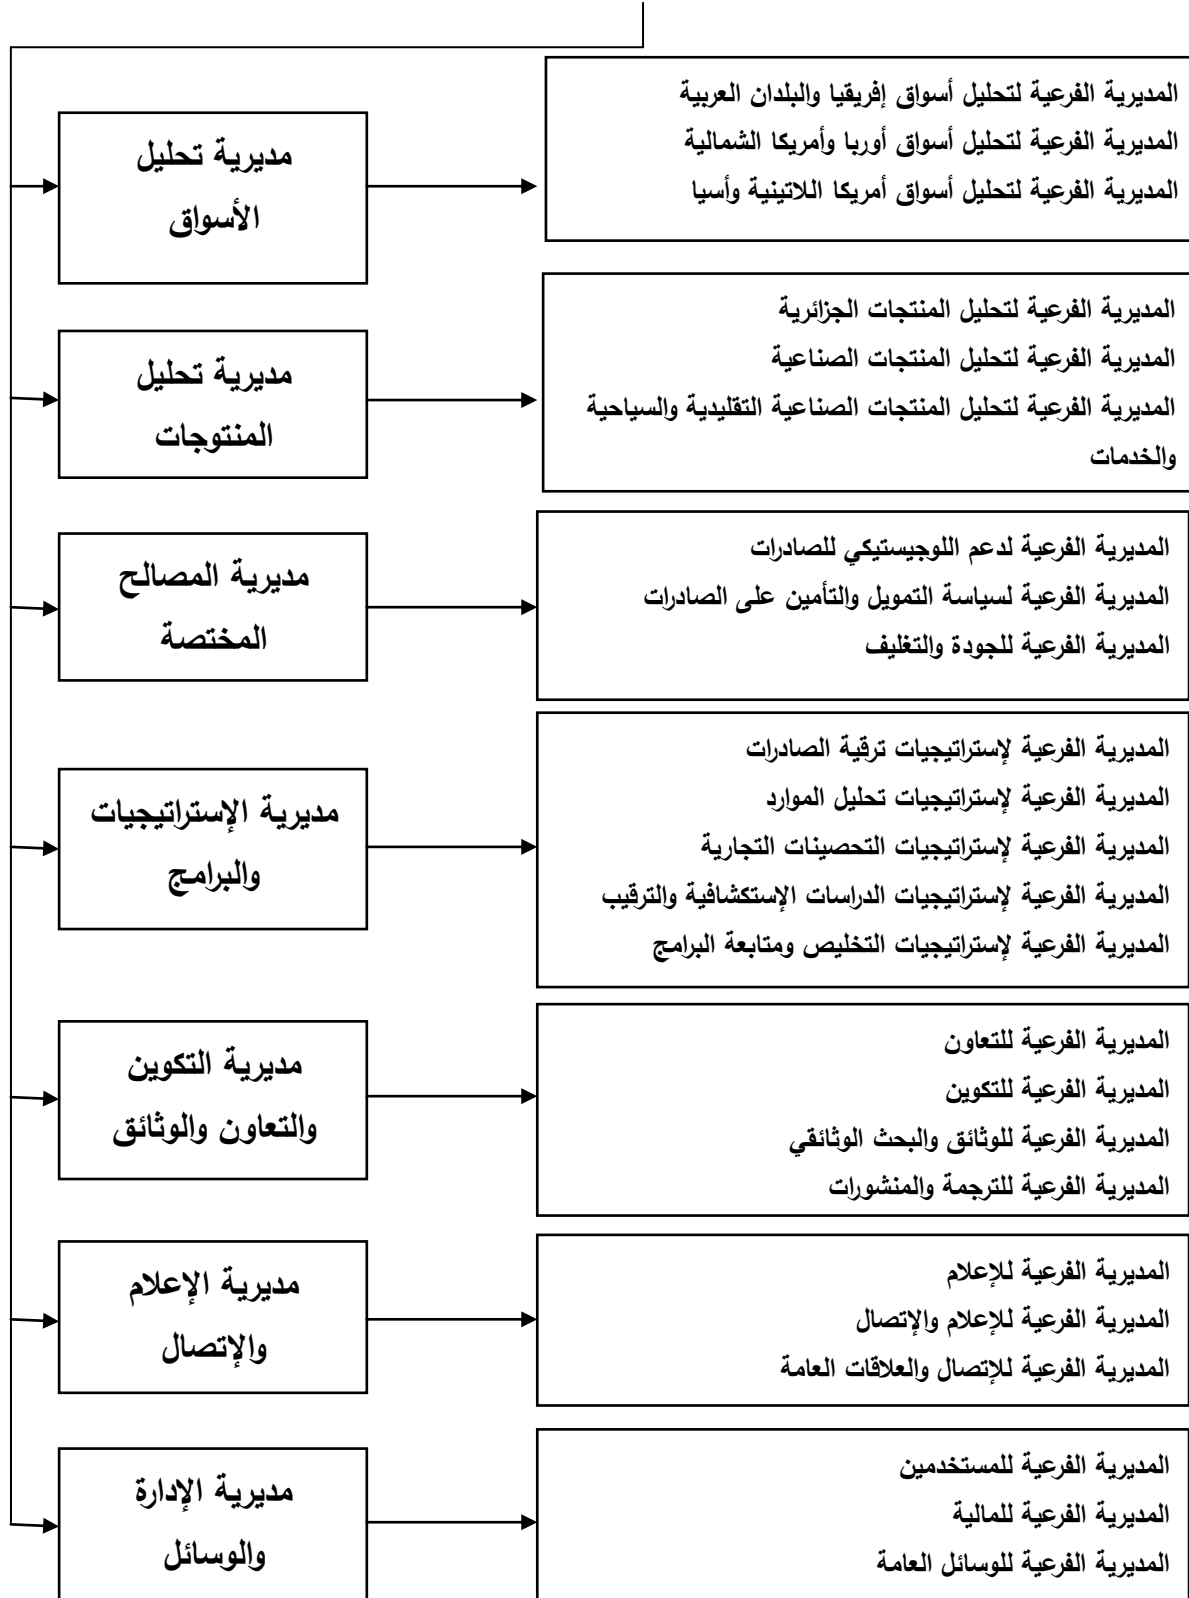 مديرية تحليل
الأسواق
المديرية الفرعية لتحليل أسواق إفريقيا والبلدان العربية
المديرية الفرعية لتحليل أسواق أوربا وأمريكا الشمالية
المديرية الفرعية لتحليل أسواق أمريكا اللاتينية وأسيا
مديرية تحليل
المنتوجات
المديرية الفرعية لتحليل المنتجات الجزائرية
المديرية الفرعية لتحليل المنتجات الصناعية
المديرية الفرعية لتحليل المنتجات الصناعية التقليدية والسياحية
والخدمات
مديرية المصالح
المختصة
المديرية الفرعية لدعم اللوجيستيكي للصادرات
المديرية الفرعية لسياسة التمويل والتأمين على الصادرات
المديرية الفرعية للجودة والتغليف
مديرية الإستراتيجيات
والبرامج
المديرية الفرعية لإستراتيجيات ترقية الصادرات
المديرية الفرعية لإستراتيجيات تحليل الموارد
المديرية الفرعية لإستراتيجيات التحصينات التجارية
المديرية الفرعية لإستراتيجيات الدراسات الإستكشافية والترقيب
المديرية الفرعية لإستراتيجيات التخليص ومتابعة البرامج
مديرية التكوين
والتعاون والوثائق
المديرية الفرعية للتعاون
المديرية الفرعية للتكوين
المديرية الفرعية للوثائق والبحث الوثائقي
المديرية الفرعية للترجمة والمنشورات
مديرية الإعلام
والإتصال
المديرية الفرعية للإعلام
المديرية الفرعية للإعلام والإتصال
المديرية الفرعية للإتصال والعلاقات العامة
مديرية الإدارة
والوسائل
المديرية الفرعية للمستخدمين
المديرية الفرعية للمالية
المديرية الفرعية للوسائل العامة